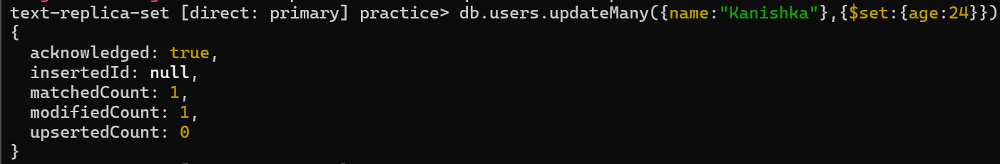 text-replica-set [direct: primary] practice> db.users.updateMany({name:"Kanishka"},{$set:{age:24}})
{
  acknowledged: true,
  insertedId: null,
  matchedCount: 1,
  modifiedCount: 1,
  upsertedCount: 0
}